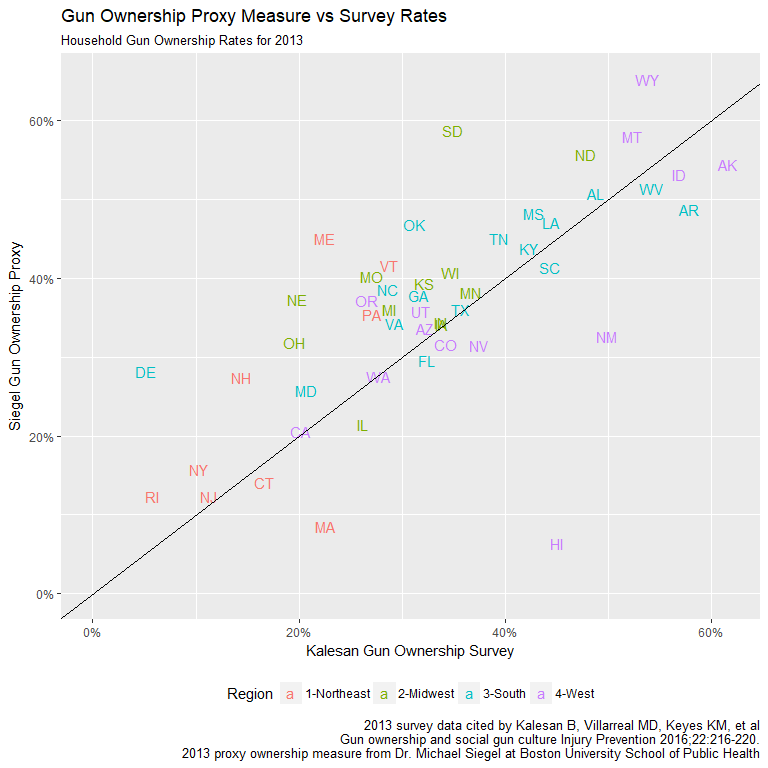 Gun Ownership Proxy Measure vs Survey Rates
Household Gun Ownership Rates for 2013
WY
60%
SD
MT
ND
AK
ID
AL
WV
AR
MS
OK
LA
ME
TN
KY
VT
SC
MO
WI
40%
KS
NC
MN
GA
NE
OR
MI
TX
UT
PA
VA
AZ
NM
OH
CO
NV
FL
DE
NH
WA
MD
IL
CA
20%
NY
CT
RI
NJ
MA
HI
0%
Siegel Gun Ownership Proxy
0%
20%
40%
60%
Kalesan Gun Ownership Survey
Region
a 1-Northeast
a 2-Midwest
a 3-South
a 4-West
2013 survey data cited by Kalesan B, Villarreal MD, Keyes KM, et al
Gun ownership and social gun culture Injury Prevention 2016;22:216-220.
2013 proxy ownership measure from Dr. Michael Siegel at Boston University School of Public Health